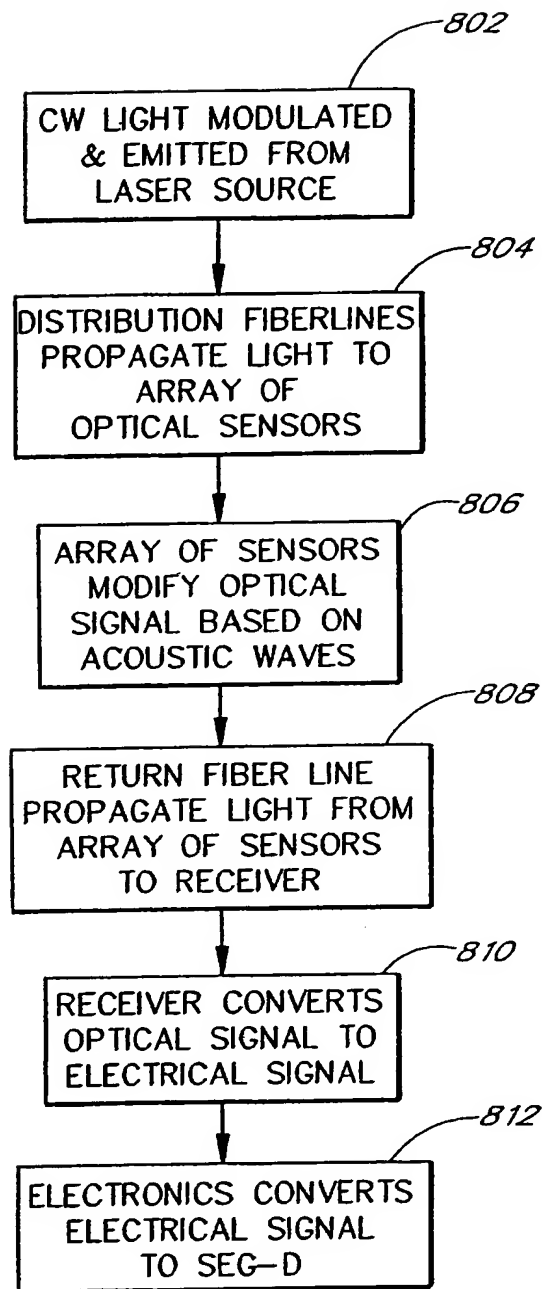 802
CW LIGHT MODULATED
& EMITTED FROM
LASER SOURCE
804
DISTRIBUTION FIBERLINES
PROPAGATE LIGHT TO
ARRAY OF
OPTICAL SENSORS
806
ARRAY OF SENSORS
MODIFY OPTICAL
SIGNAL BASED ON
ACOUSTIC WAVES
808
RETURN FIBER LINE
PROPAGATE LIGHT FROM
ARRAY OF SENSORS
TO RECEIVER
810
RECEIVER CONVERTS
OPTICAL SIGNAL TO
ELECTRICAL SIGNAL
812
ELECTRONICS CONVERTS
ELECTRICAL SIGNAL
TO SEG-D